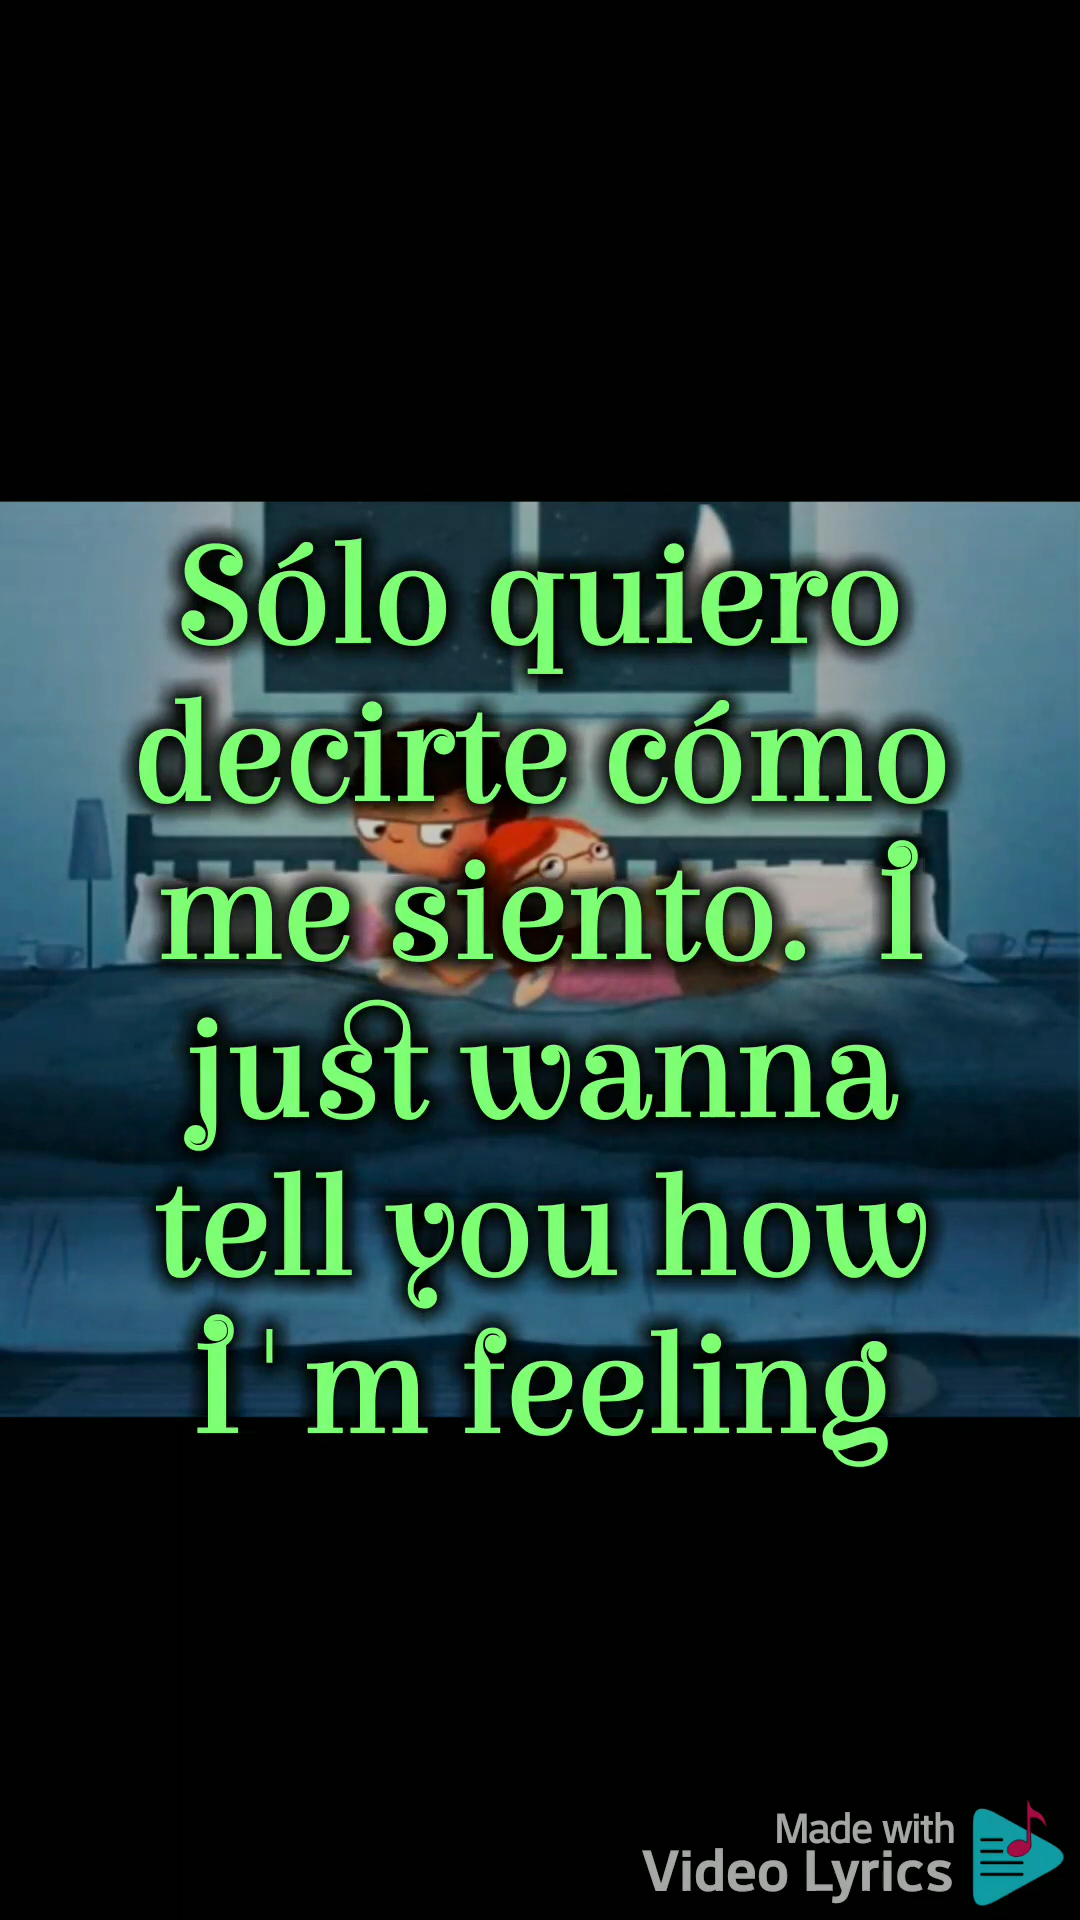 Sólo quiero
decirte cómo
me siento.  I
just wanna
tell you how
I'm feeling
Made with
Video Lyrics